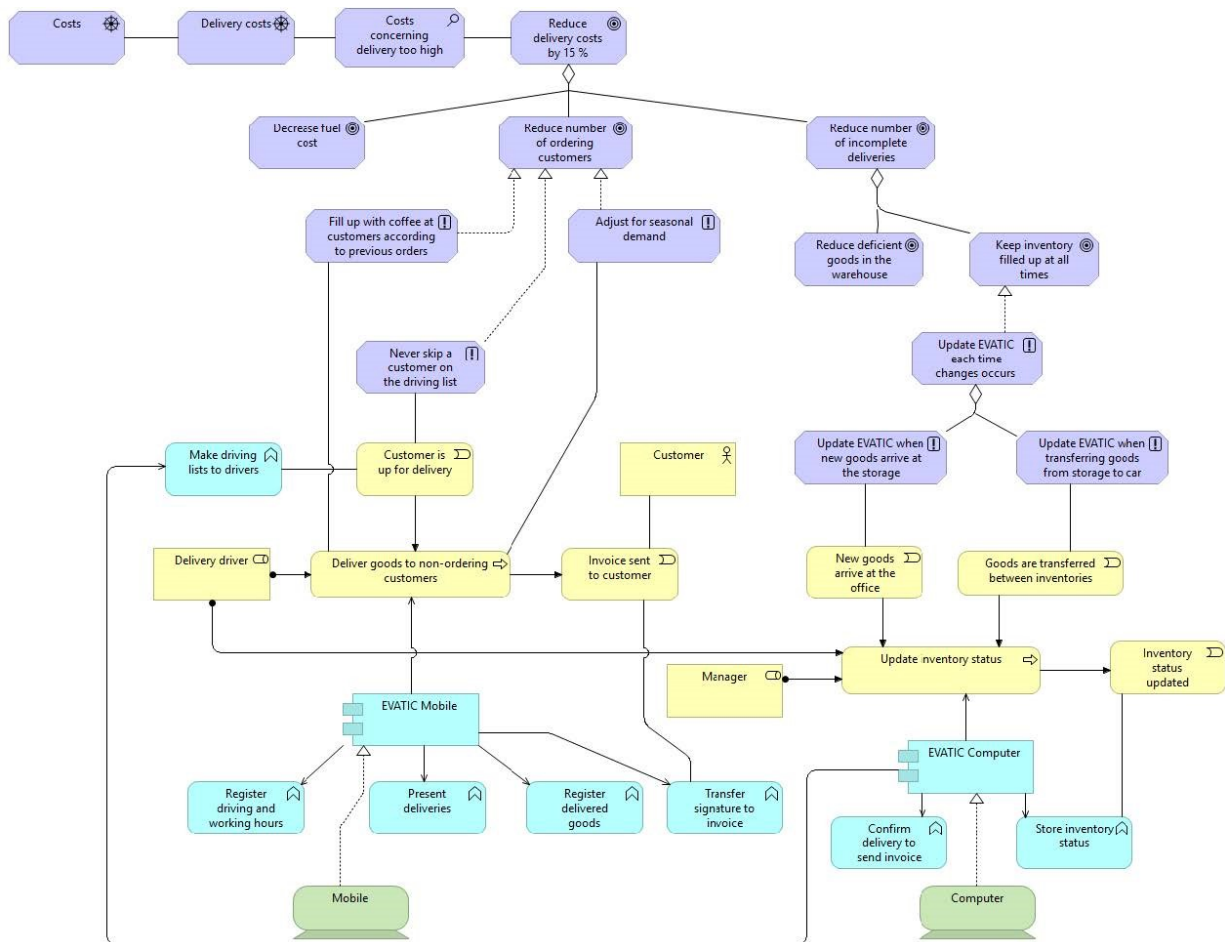 Costs
Delivery costs
Costs
concerning
delivery too high
Reduce
delivery costs
by 15 %
Decrease fuel
cost
Reduce number
of ordering
customers
Reduce number
of incomplete
deliveries
Fill up with coffee at
customers according
to previous orders
Adjust for seasonal
demand
Reduce deficient
goods in the
warehouse
Keep inventory
filled up at all
times
Never skip a
customer on
the driving list
Update EVATIC
each time
changes occurs
Make driving
lists to drivers
Customer is
up for delivery
Customer
Update EVATIC when
new goods arrive at
the storage
Update EVATIC when
transferring goods
from storage to car
Delivery driver
Deliver goods to non-ordering
customers
Invoice sent
to customer
New goods
arrive at the
office
Goods are transferred
between inventories
Manager
Update inventory status
Inventory
status
updated
EVATIC Mobile
EVATIC Computer
Register
driving and
working hours
Present
deliveries
Register
delivered
goods
Transfer
signature to
invoice
Confirm
delivery to
send invoice
Store inventory
status
Mobile
Computer